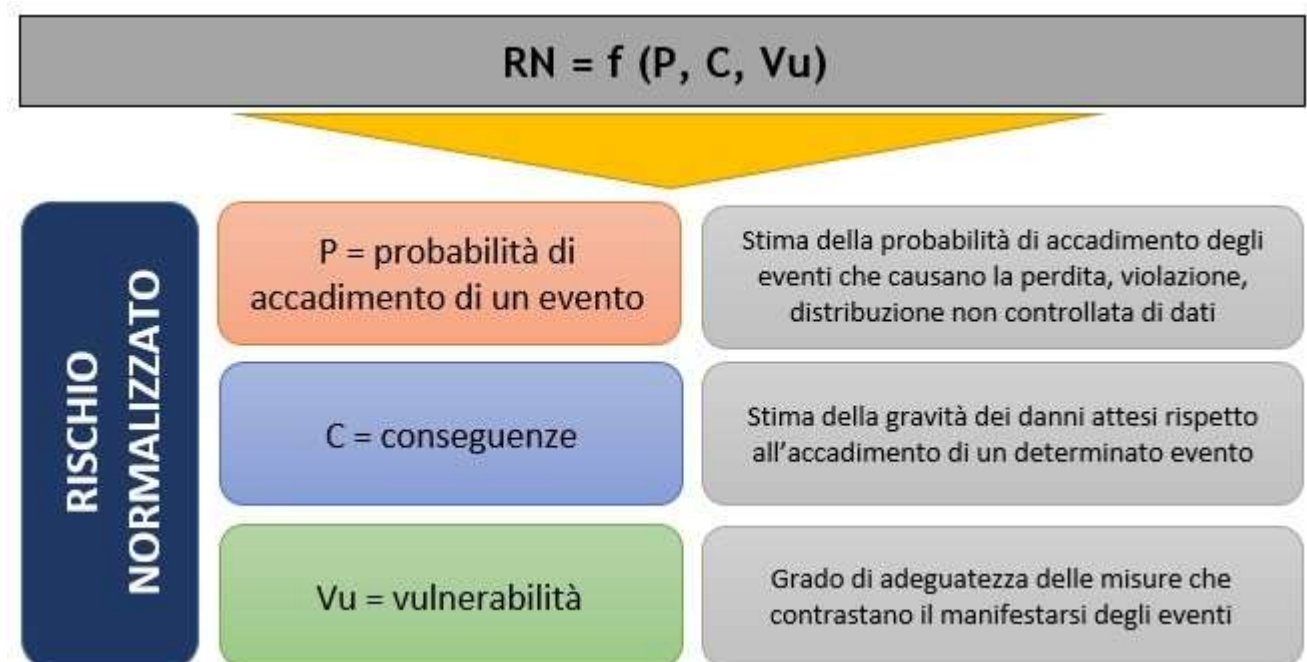 RN = f (P, C, Vu)
RISCHIO
NORMALIZZATO
P = probabilità di
accadimento di un evento
Stima della probabilità di accadimento degli
eventi che causano la perdita, violazione,
distribuzione non controllata di dati
C = conseguenze
Stima della gravità dei danni attesi rispetto
all’accadimento di un determinato evento
Vu = vulnerabilità
Grado di adeguatezza delle misure che
contrastano il manifestarsi degli eventi